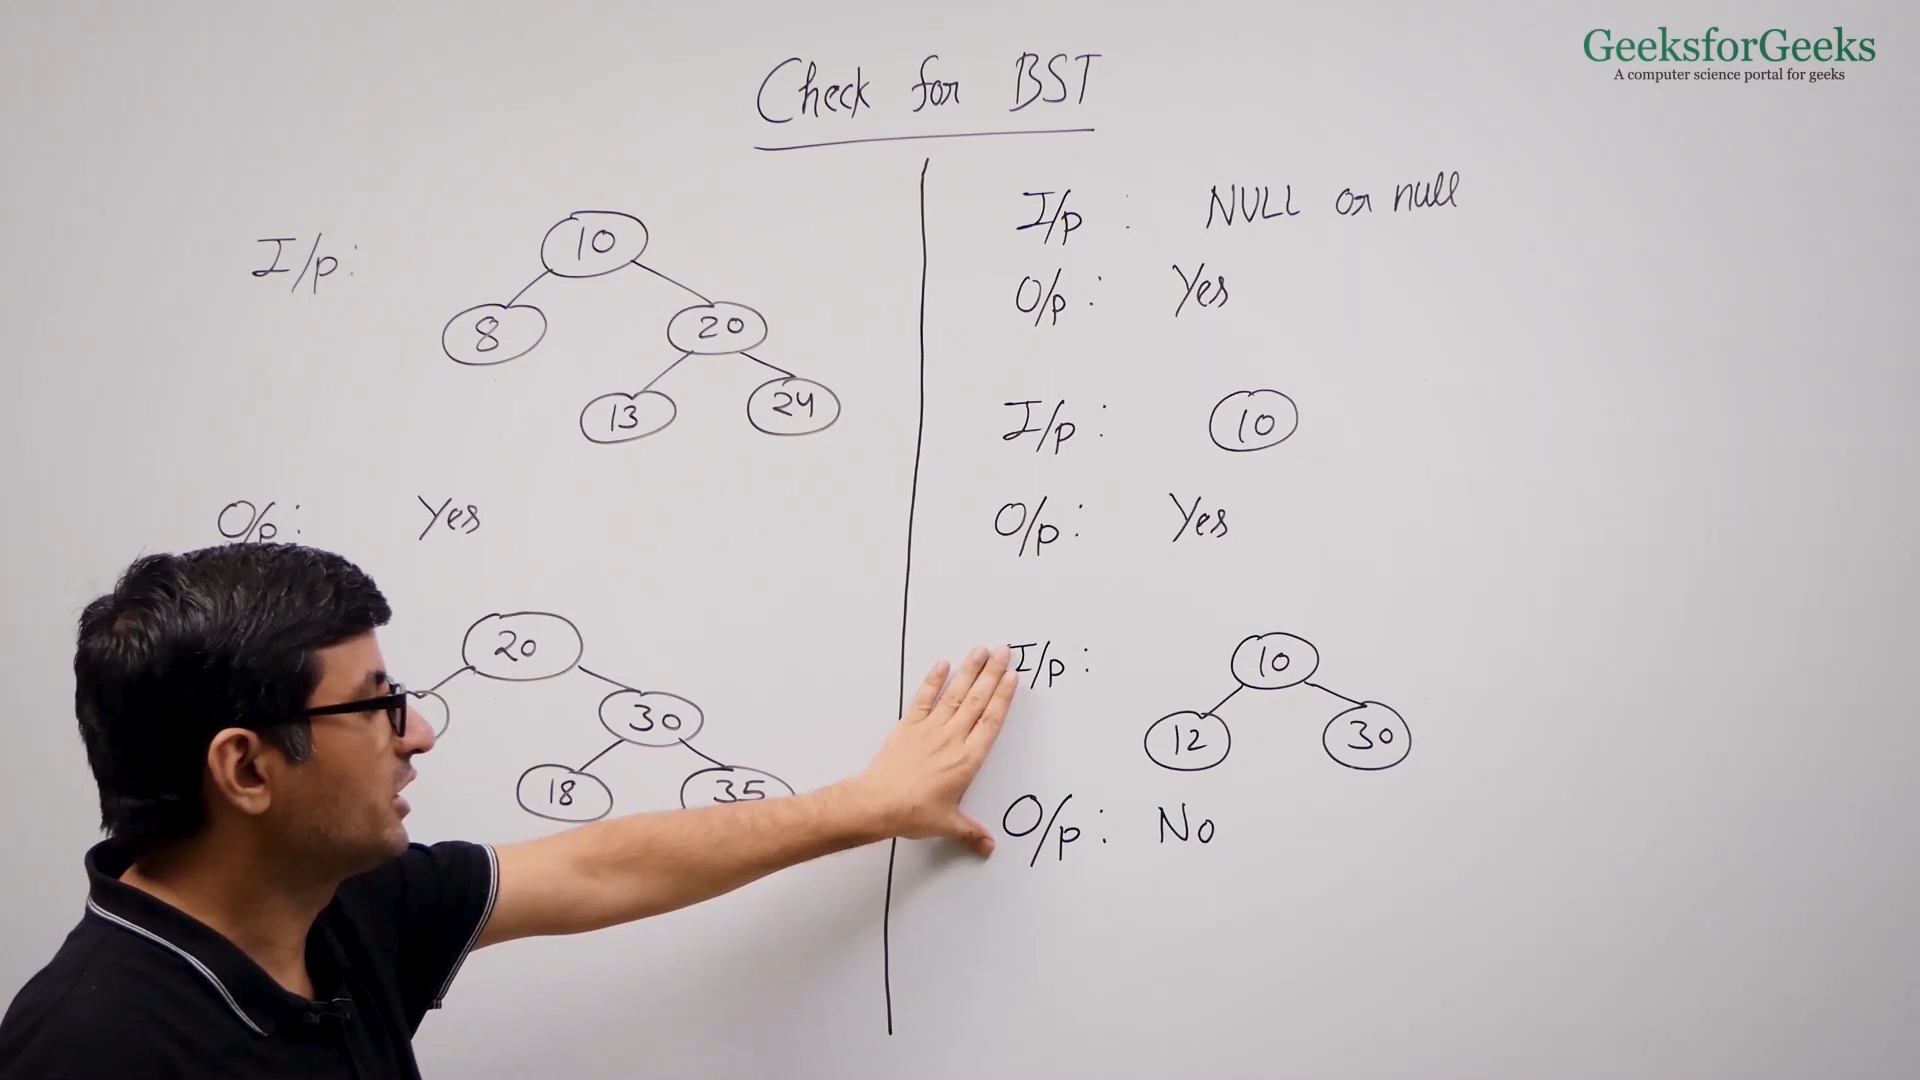 GeeksforGeeks
A computer science portal for geeks
Check for BST
I/p:
10
8
20
13
24
O/p: Yes
20
30
18
35
I/p: NULL or null
O/p: Yes
I/p: 10
O/p: Yes
I/p:
10
12
30
O/p: No